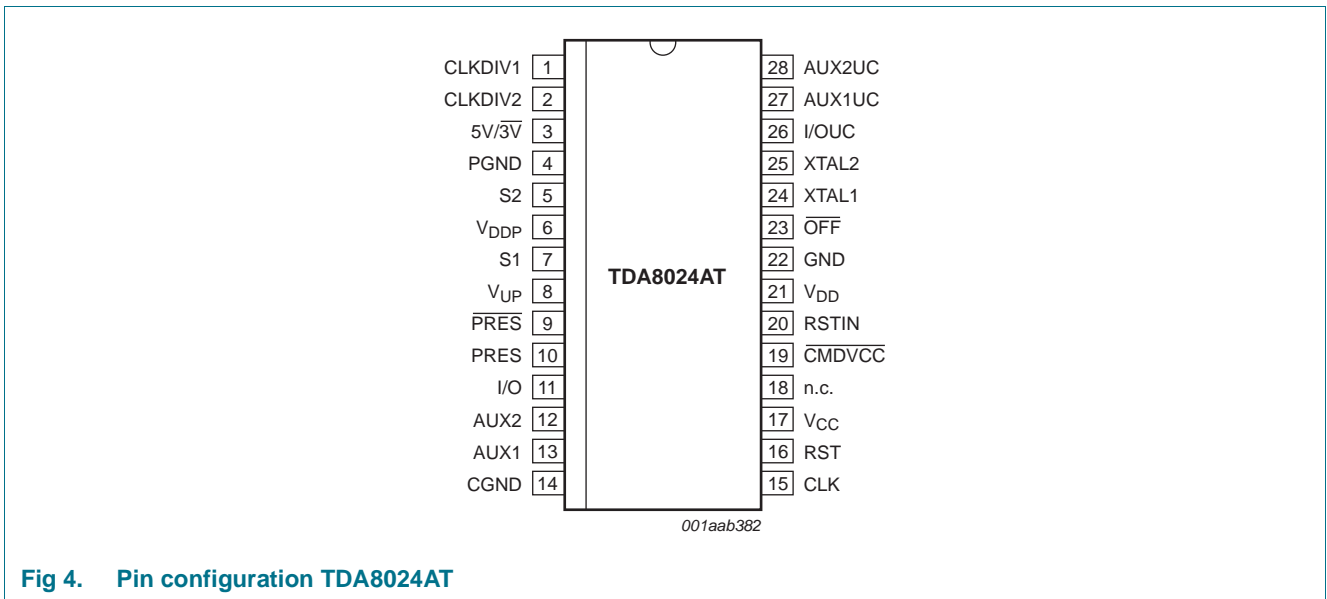 CLKDIV1 1
CLKDIV2 2
5V/3V̅ 3
PGND 4
S2 5
VDDP 6
S1 7
VUP 8
P̅R̅E̅S̅ 9
PRES 10
I/O 11
AUX2 12
AUX1 13
CGND 14
TDA8024AT
28 AUX2UC
27 AUX1UC
26 I/OUC
25 XTAL2
24 XTAL1
23 O̅F̅F̅
22 GND
21 VDD
20 RSTIN
19 C̅M̅D̅V̅C̅C̅
18 n.c.
17 VCC
16 RST
15 CLK
001aab382
Fig 4. Pin configuration TDA8024AT